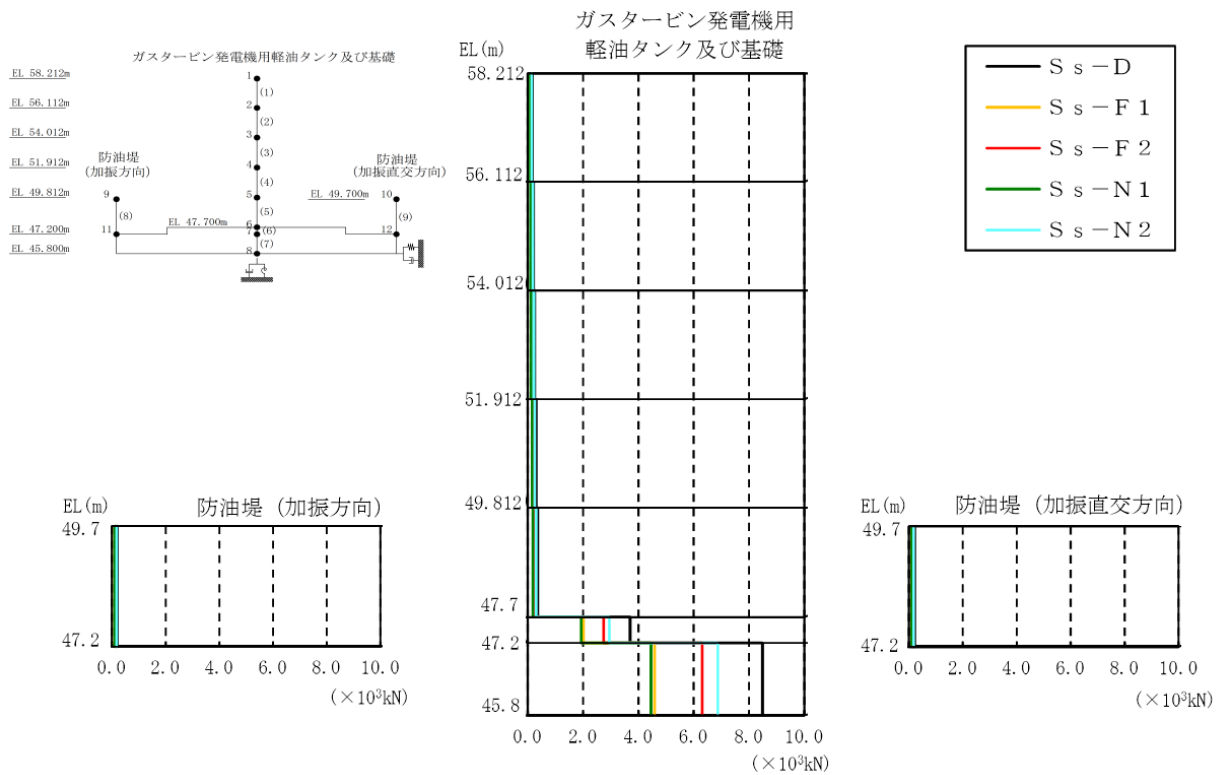 ガスタービン発電機用軽油タンク及び基礎
EL 58.212m
EL 56.112m
EL 54.012m
EL 51.912m
EL 49.812m
EL 47.200m
EL 45.800m
1
(1)
2
(2)
3
(3)
4
(4)
5
(5)
6
(6)
7
(7)
8
防油堤
(加振方向)
9
(8)
11
EL 47.700m
防油堤
(加振直交方向)
EL 49.700m
10
(9)
12
ガスタービン発電機用
軽油タンク及び基礎
EL(m)
58.212
56.112
54.012
51.912
49.812
47.7
47.2
45.8
0.0 2.0 4.0 6.0 8.0 10.0
(×10³kN)
Ss-D
Ss-F1
Ss-F2
Ss-N1
Ss-N2
EL(m)
防油堤 (加振方向)
49.7
47.2
0.0 2.0 4.0 6.0 8.0 10.0
(×10³kN)
EL(m)
防油堤 (加振直交方向)
49.7
47.2
0.0 2.0 4.0 6.0 8.0 10.0
(×10³kN)